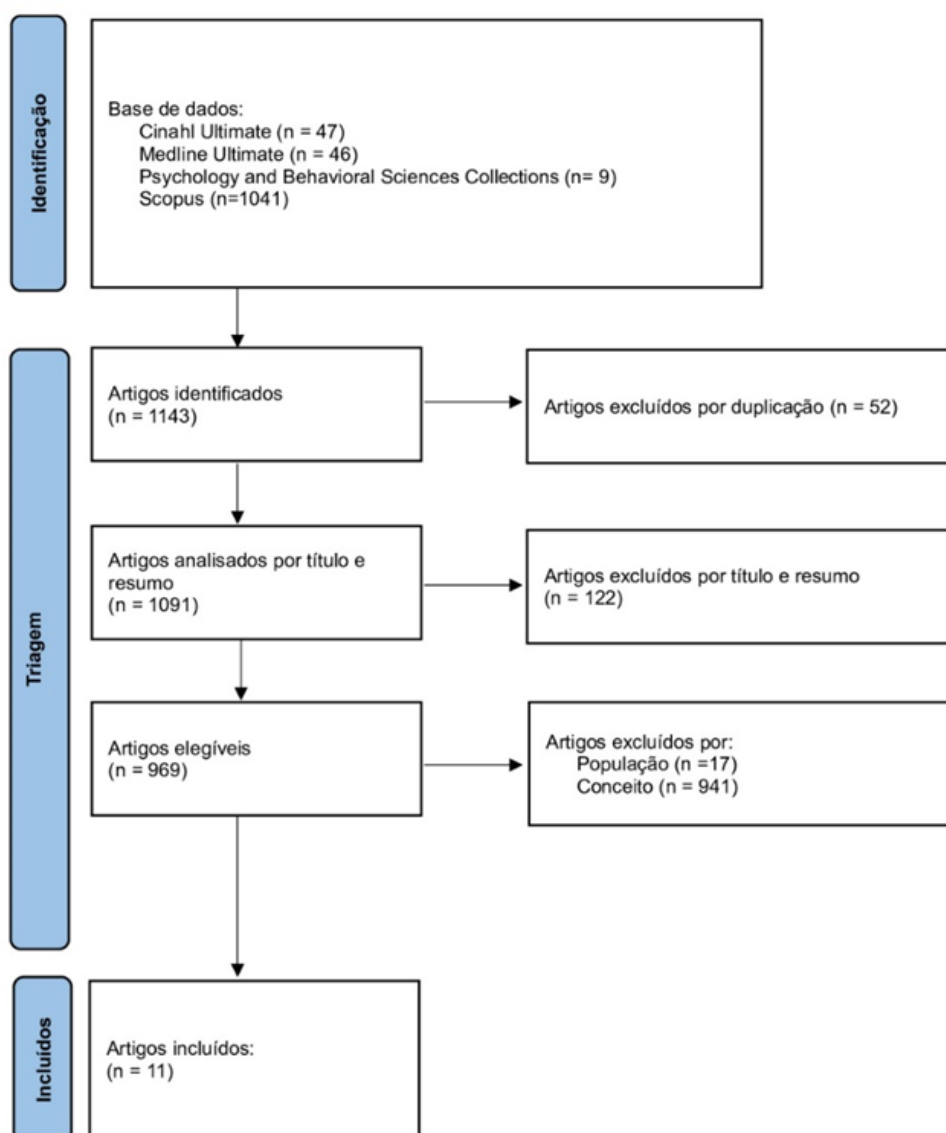 Identificação
Base de dados:
Cinahl Ultimate (n = 47)
Medline Ultimate (n = 46)
Psychology and Behavioral Sciences Collections (n= 9)
Scopus (n=1041)
Triagem
Artigos identificados
(n = 1143)
Artigos excluídos por duplicação (n = 52)
Artigos analisados por título e
resumo
(n = 1091)
Artigos excluídos por título e resumo
(n = 122)
Artigos elegíveis
(n = 969)
Artigos excluídos por:
População (n =17)
Conceito (n = 941)
Incluídos
Artigos incluídos:
(n = 11)